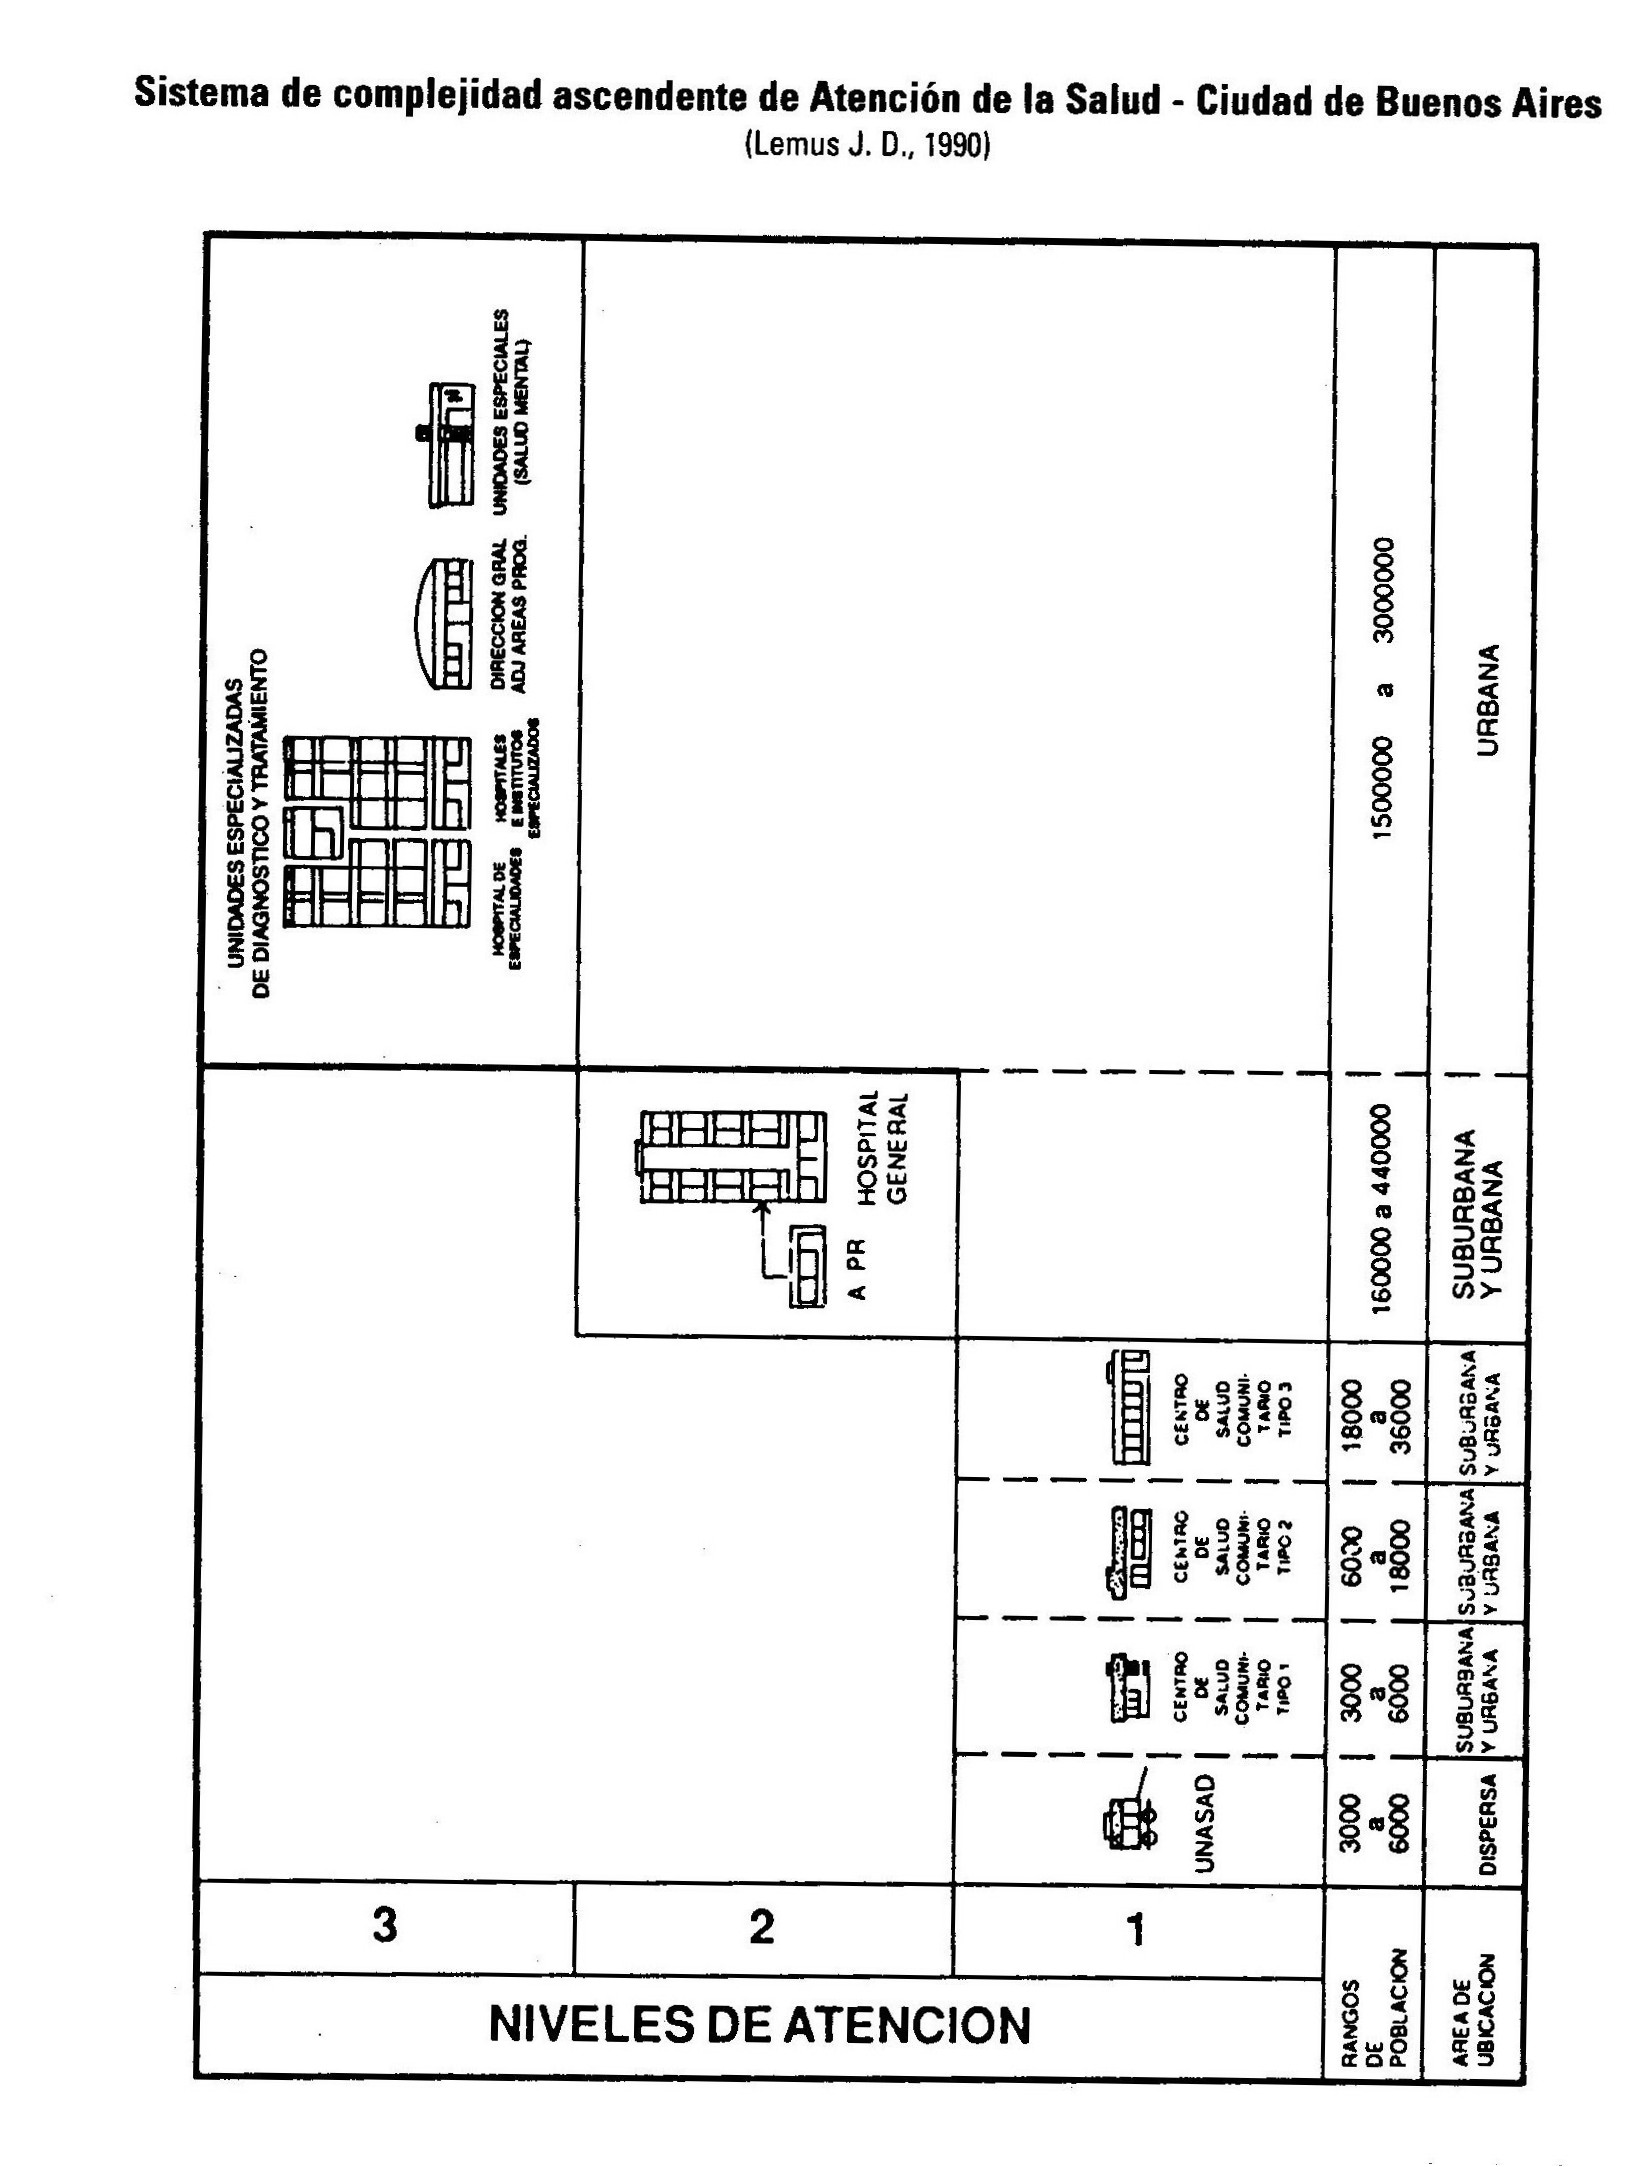 Sistema de complejidad ascendente de Atención de la Salud - Ciudad de Buenos Aires
(Lemus J. D., 1990)
UNIDADES ESPECIALIZADAS
DE DIAGNOSTICO Y TRATAMIENTO
HOSPITAL DE
ESPECIALIDADES
HOSPITALES
E INSTITUTOS
ESPECIALIZADOS
DIRECCION GRAL
ADJ AREAS PROG.
UNIDADES ESPECIALES
(SALUD MENTAL)
A PR
HOSPITAL
GENERAL
UNASAD
CENTRO
DE
SALUD
COMUNI-
TARIO
TIPO 1
CENTRO
DE
SALUD
COMUNI-
TARIO
TIPO 2
CENTRO
DE
SALUD
COMUNI-
TARIO
TIPO 3
3
2
1
NIVELES DE ATENCION
RANGOS
DE
POBLACION
3000
a
6000
3000
a
6000
6000
a
18000
18000
a
36000
160000 a 440000
1500000 a 3000000
AREA DE
UBICACION
DISPERSA
SUBURBANA
Y URBANA
SUBURBANA
Y URBANA
SUBURBANA
Y URBANA
SUBURBANA
Y URBANA
URBANA